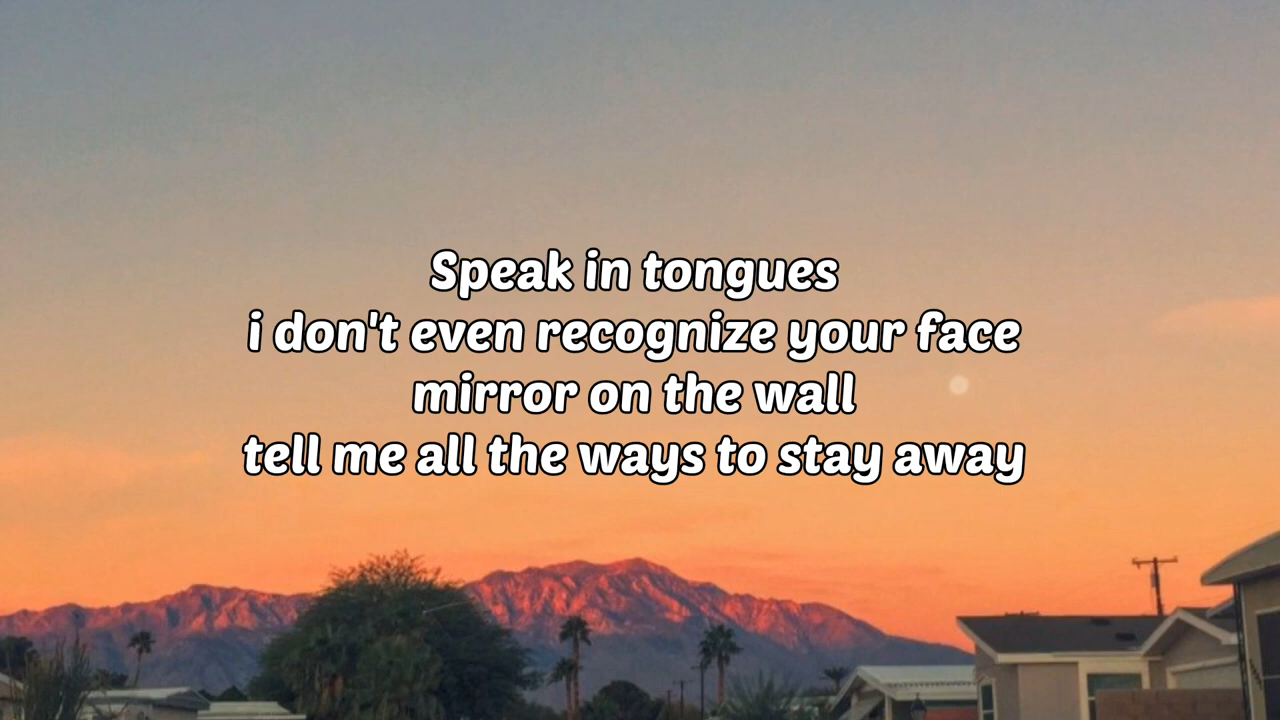 Speak in tongues
i don't even recognize your face
mirror on the wall
tell me all the ways to stay away